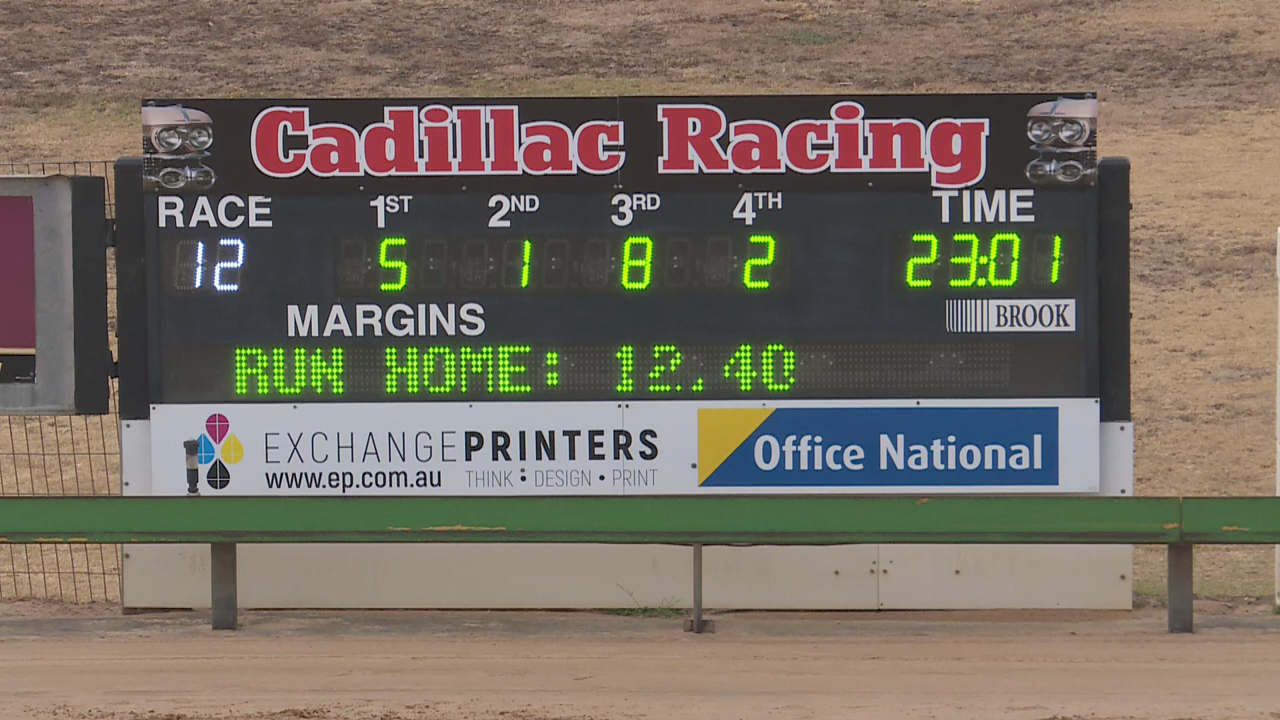 Cadillac Racing
RACE 1ST 2ND 3RD 4TH TIME
12 5 1 8 2 23:01
MARGINS BROOK
RUN HOME: 12.40
EXCHANGEPRINTERS Office National
www.ep.com.au THINK • DESIGN • PRINT